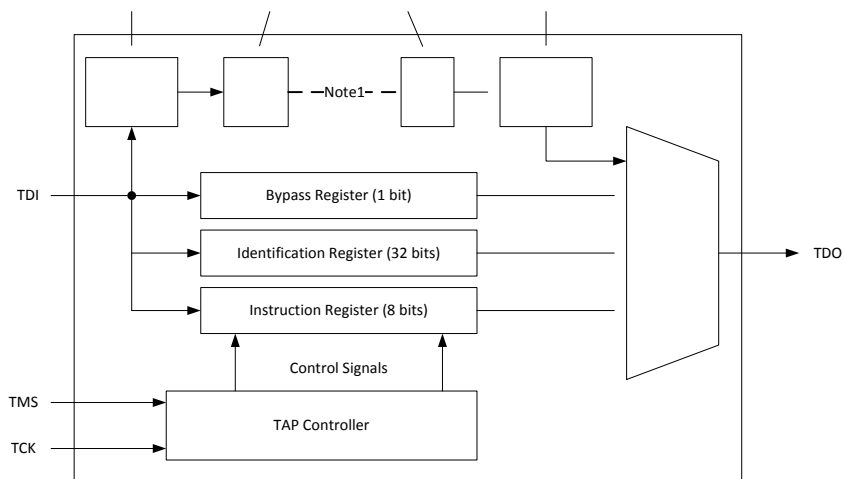 Note1
TDI
Bypass Register (1 bit)
Identification Register (32 bits)
TDO
Instruction Register (8 bits)
Control Signals
TMS
TAP Controller
TCK